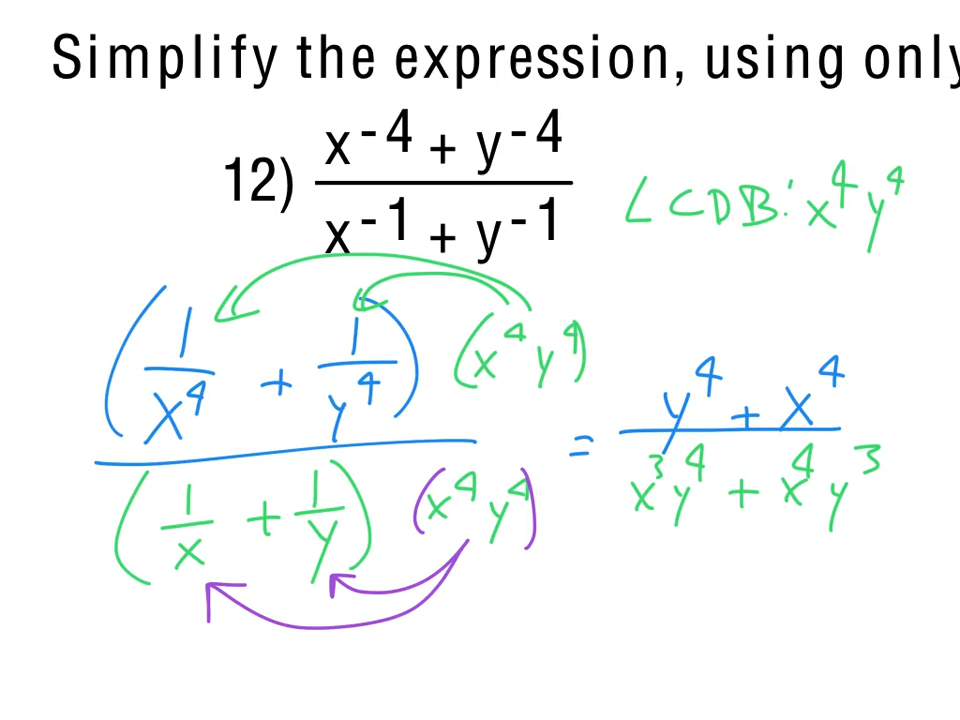 Simplify the expression, using only
12) (x^-4 + y^-4)/(x^-1 + y^-1)
LCDB: x^4y^4
(1/x^4 + 1/y^4) (x^4y^4)
(1/x + 1/y) (x^4y^4)
= (y^4 + x^4)/(x^3y^4 + x^4y^3)